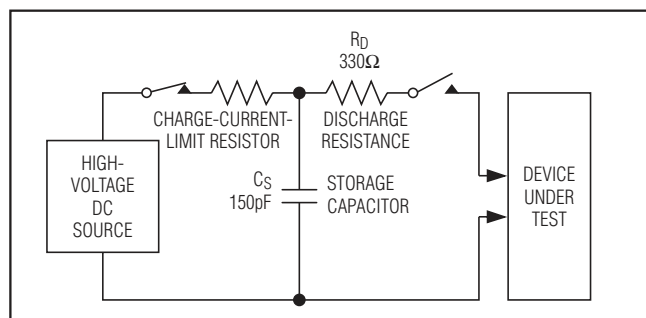 R_D
330Ω
CHARGE-CURRENT-
LIMIT RESISTOR
DISCHARGE
RESISTANCE
HIGH-
VOLTAGE
DC
SOURCE
C_S
150pF
STORAGE
CAPACITOR
DEVICE
UNDER
TEST